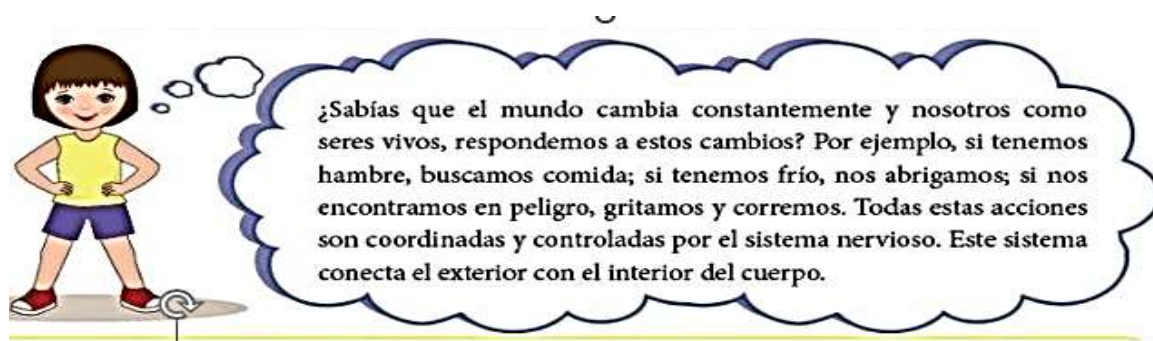 ¿Sabías que el mundo cambia constantemente y nosotros como
seres vivos, respondemos a estos cambios? Por ejemplo, si tenemos
hambre, buscamos comida; si tenemos frío, nos abrigamos; si nos
encontramos en peligro, gritamos y corremos. Todas estas acciones
son coordinadas y controladas por el sistema nervioso. Este sistema
conecta el exterior con el interior del cuerpo.